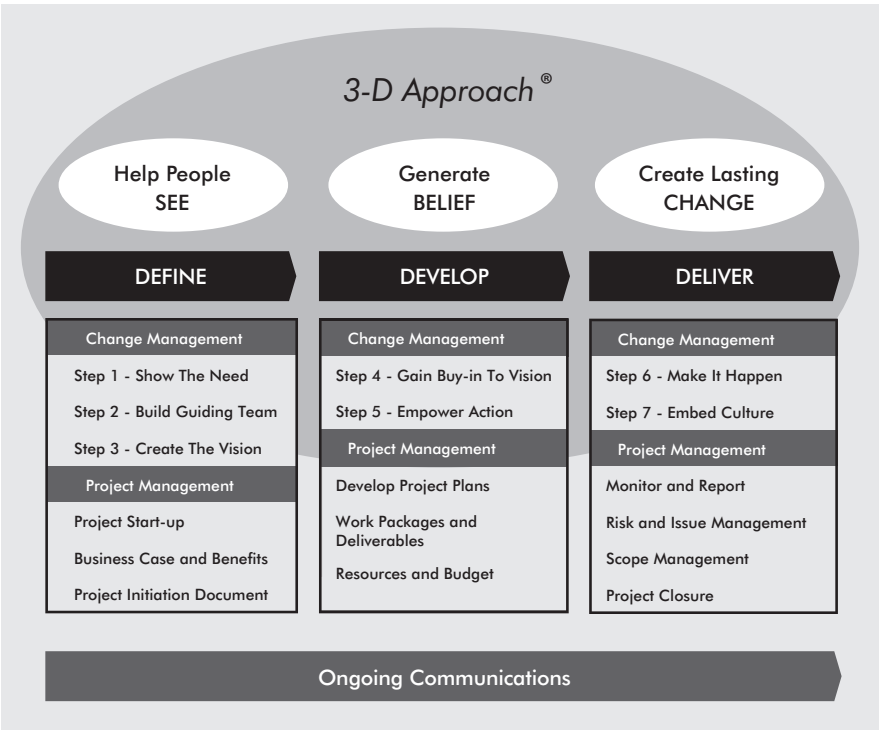 3-D Approach ®
Help People
SEE
Generate
BELIEF
Create Lasting
CHANGE
DEFINE
DEVELOP
DELIVER
Change Management
Step 1 - Show The Need
Step 2 - Build Guiding Team
Step 3 - Create The Vision
Project Management
Project Start-up
Business Case and Benefits
Project Initiation Document
Change Management
Step 4 - Gain Buy-in To Vision
Step 5 - Empower Action
Project Management
Develop Project Plans
Work Packages and
Deliverables
Resources and Budget
Change Management
Step 6 - Make It Happen
Step 7 - Embed Culture
Project Management
Monitor and Report
Risk and Issue Management
Scope Management
Project Closure
Ongoing Communications